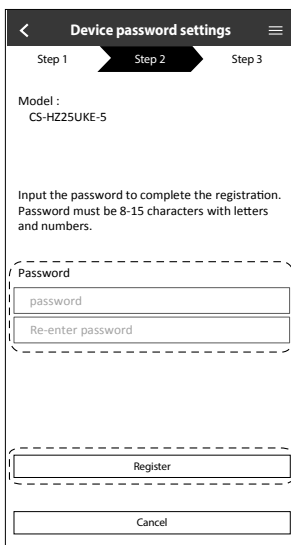 Device password settings
Step 1 Step 2 Step 3
Model :
CS-HZ25UKE-5
Input the password to complete the registration.
Password must be 8-15 characters with letters
and numbers.
Password
password
Re-enter password
Register
Cancel